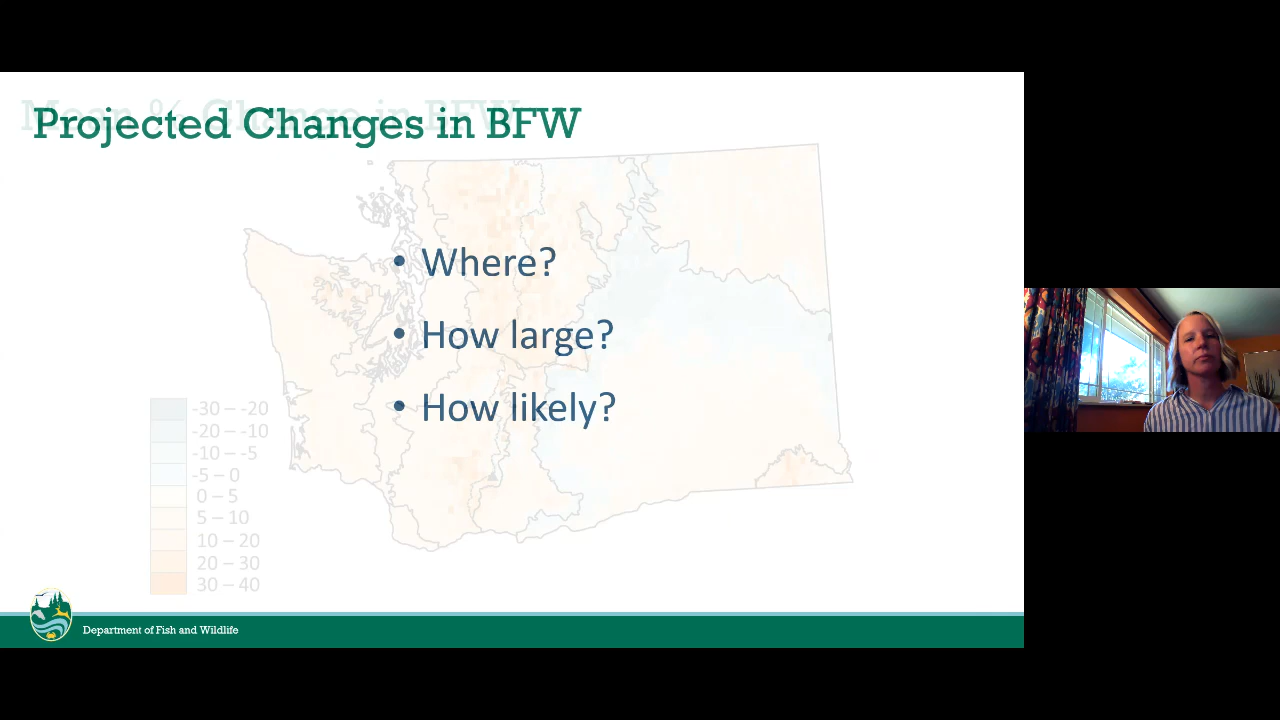 Mean % Change in BFW
Projected Changes in BFW
• Where?
• How large?
• How likely?
-30 – -20
-20 – -10
-10 – -5
-5 – 0
0 – 5
5 – 10
10 – 20
20 – 30
30 – 40
Department of Fish and Wildlife